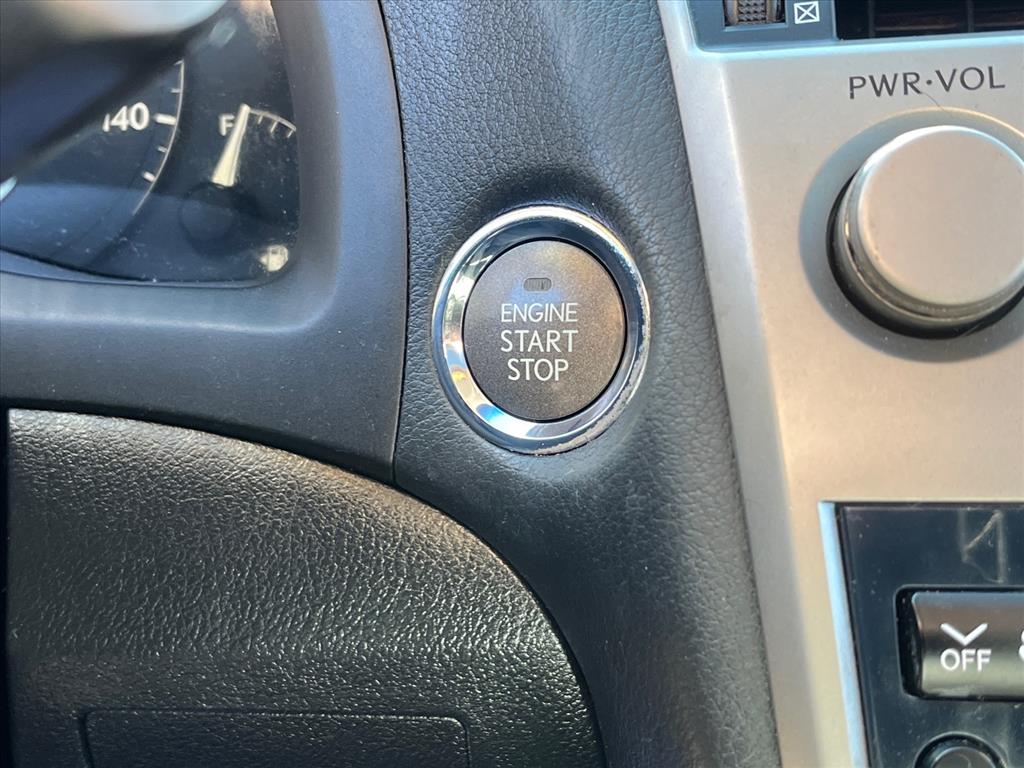 140
F
PWR·VOL
ENGINE
START
STOP
OFF